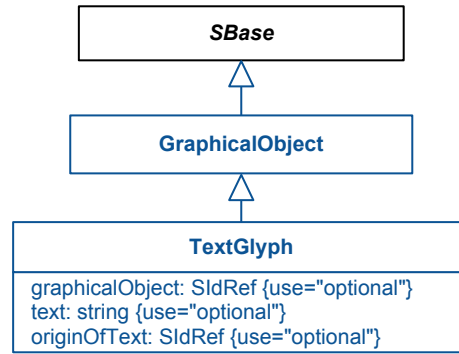 SBase
GraphicalObject
TextGlyph
graphicalObject: SIdRef {use="optional"}
text: string {use="optional"}
originOfText: SIdRef {use="optional"}